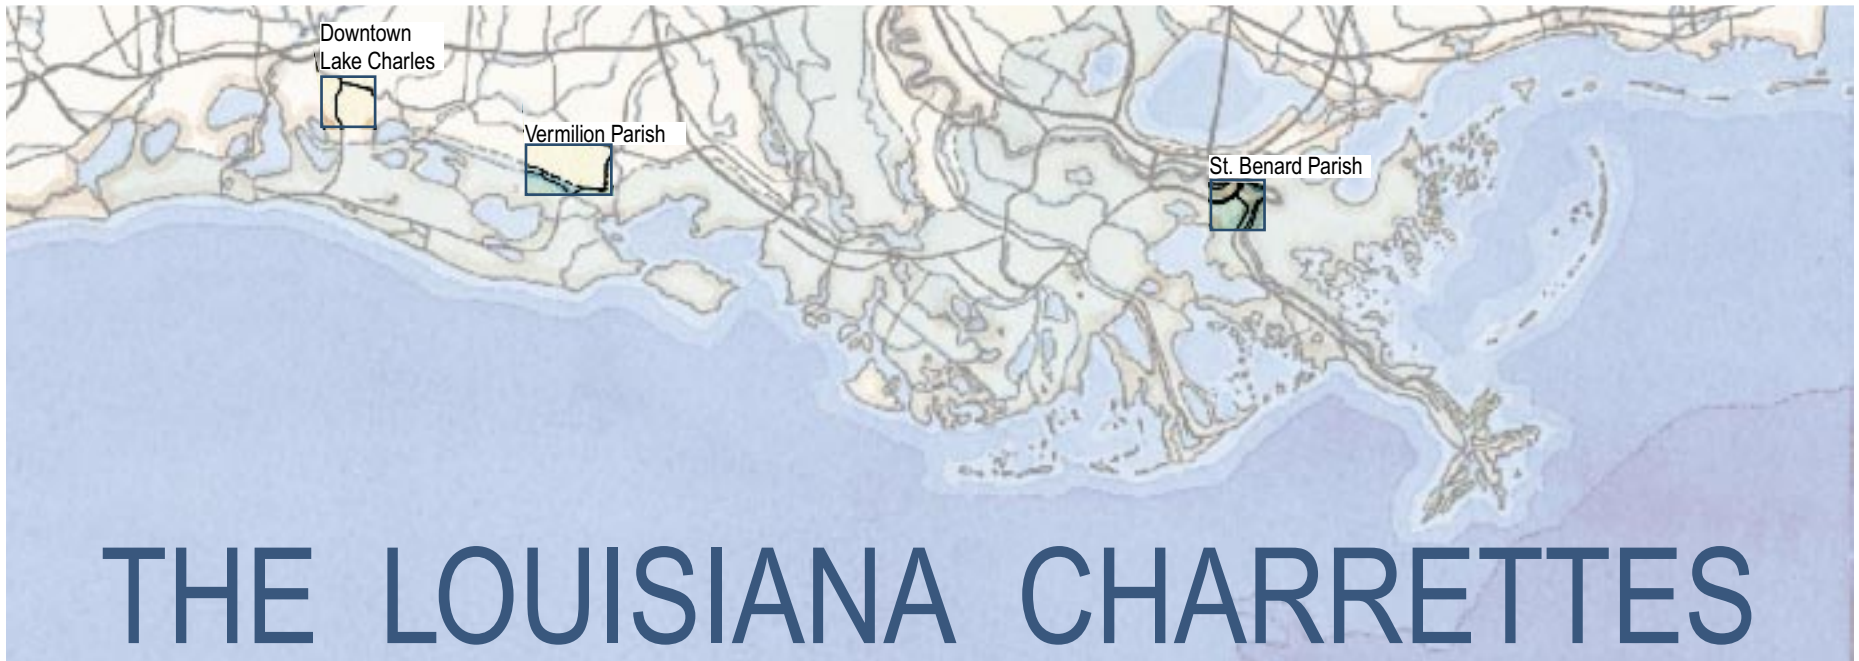 Downtown
Lake Charles
Vermilion Parish
St. Benard Parish
THE LOUISIANA CHARRETTES